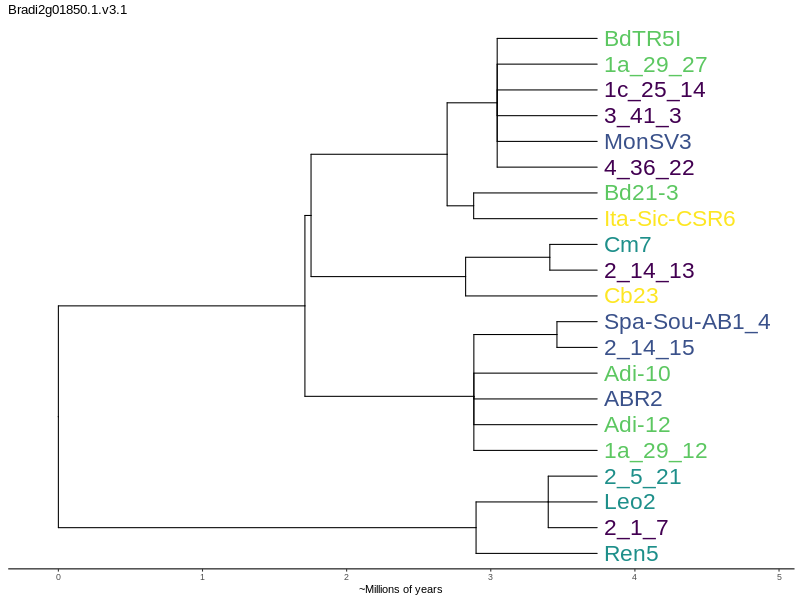 Bradi2g01850.1.v3.1
BdTR5I
1a_29_27
1c_25_14
3_41_3
MonSV3
4_36_22
Bd21-3
Ita-Sic-CSR6
Cm7
2_14_13
Cb23
Spa-Sou-AB1_4
2_14_15
Adi-10
ABR2
Adi-12
1a_29_12
2_5_21
Leo2
2_1_7
Ren5
0 1 2 3 4 5
~Millions of years